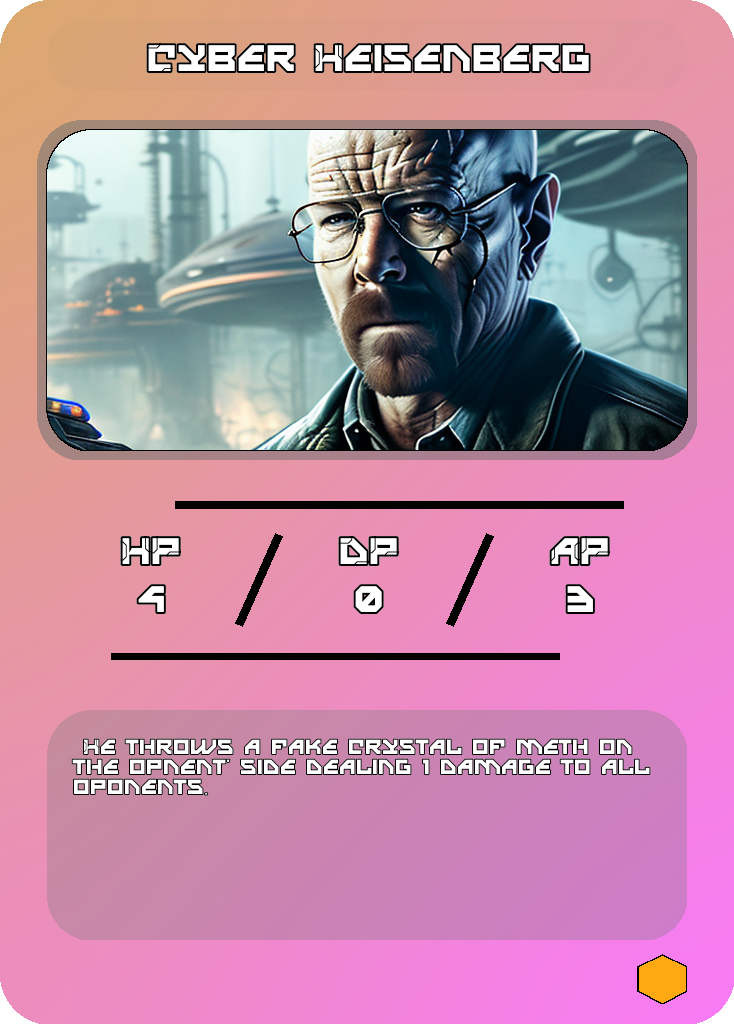 CYBER HEISENBERG
HP DP AP
4 0 3
HE THROWS A FAKE CRYSTAL OF METH ON
THE OPNENT' SIDE DEALING 1 DAMAGE TO ALL
OPONENTS.